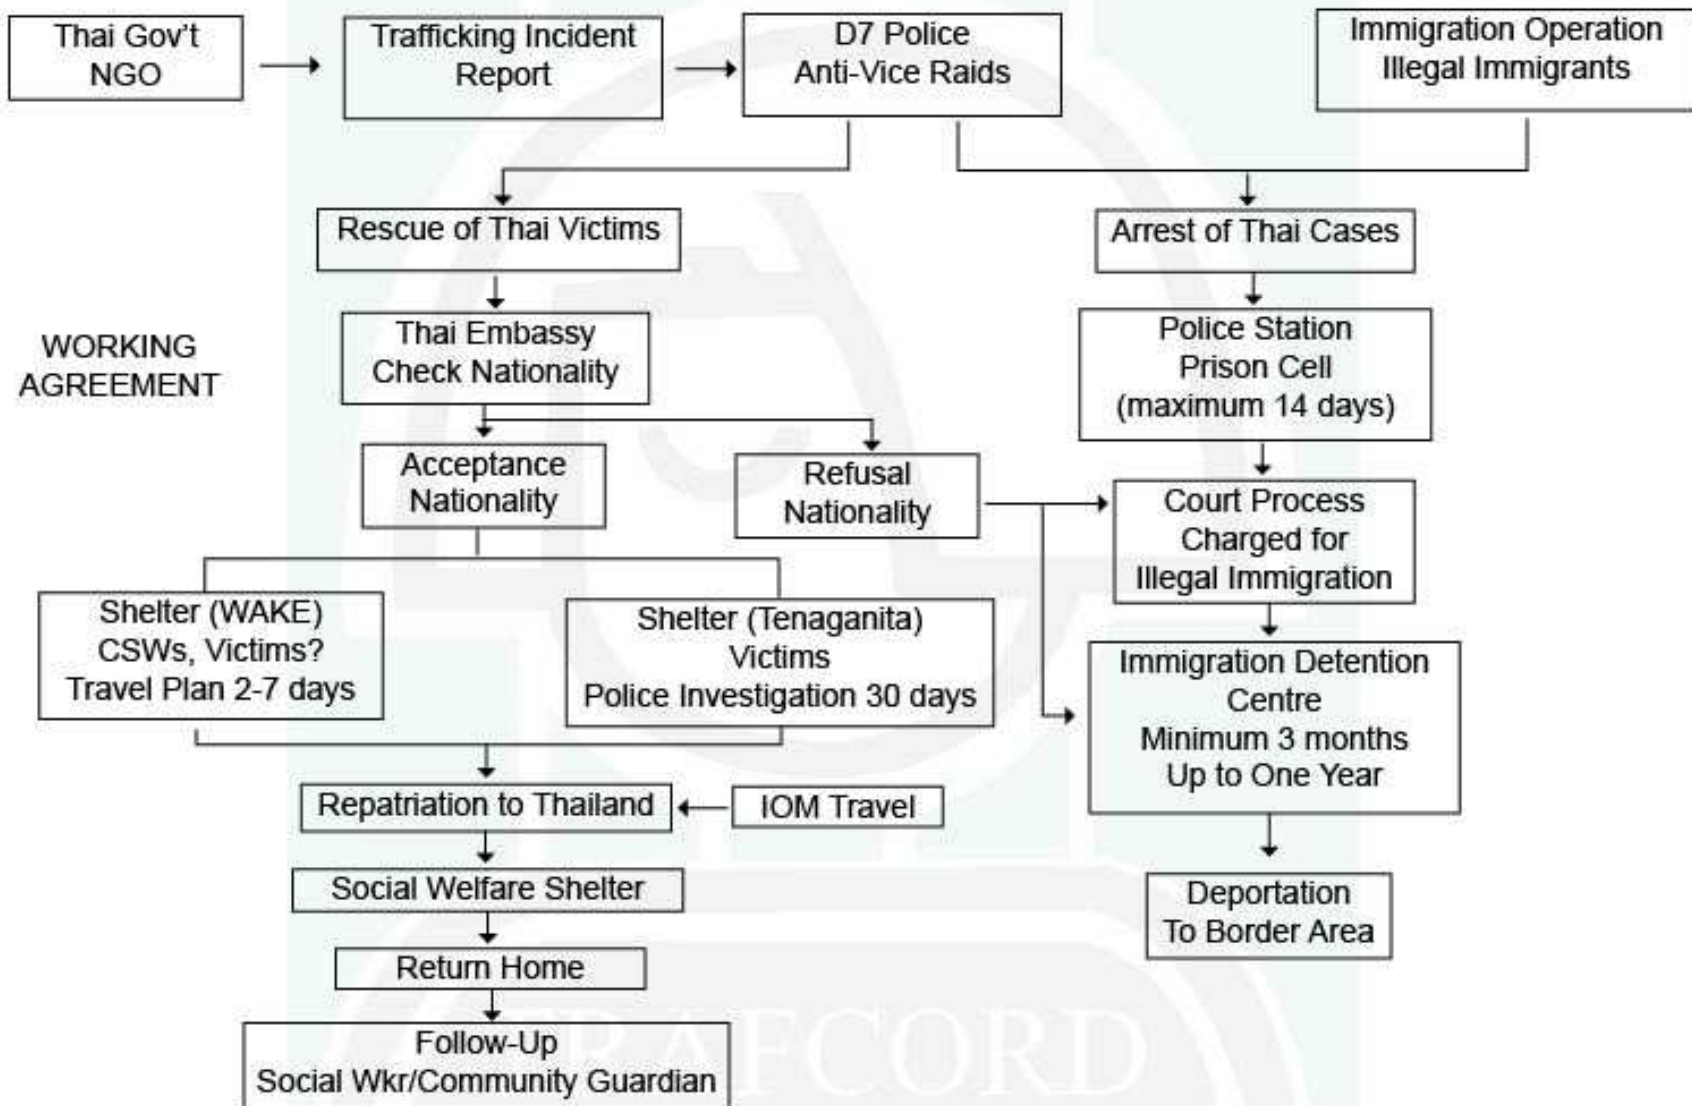 Thai Gov't
NGO
Trafficking Incident
Report
D7 Police
Anti-Vice Raids
Immigration Operation
Illegal Immigrants
Rescue of Thai Victims
Arrest of Thai Cases
WORKING
AGREEMENT
Thai Embassy
Check Nationality
Police Station
Prison Cell
(maximum 14 days)
Acceptance
Nationality
Refusal
Nationality
Court Process
Charged for
Illegal Immigration
Shelter (WAKE)
CSWs, Victims?
Travel Plan 2-7 days
Shelter (Tenaganita)
Victims
Police Investigation 30 days
Immigration Detention
Centre
Minimum 3 months
Up to One Year
Repatriation to Thailand
IOM Travel
Social Welfare Shelter
Deportation
To Border Area
Return Home
Follow-Up
Social Wkr/Community Guardian
TRAFCORD